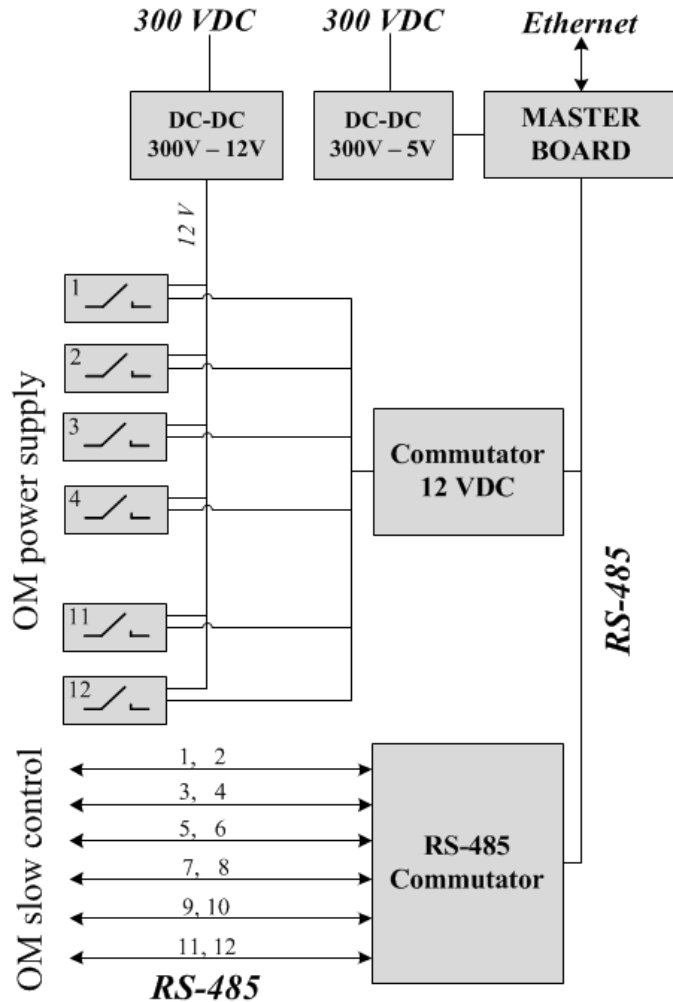 300 VDC
300 VDC
Ethernet
DC-DC
300V – 12V
DC-DC
300V – 5V
MASTER
BOARD
12 V
OM power supply
1
2
3
4
11
12
Commutator
12 VDC
RS-485
OM slow control
1, 2
3, 4
5, 6
7, 8
9, 10
11, 12
RS-485
RS-485
Commutator